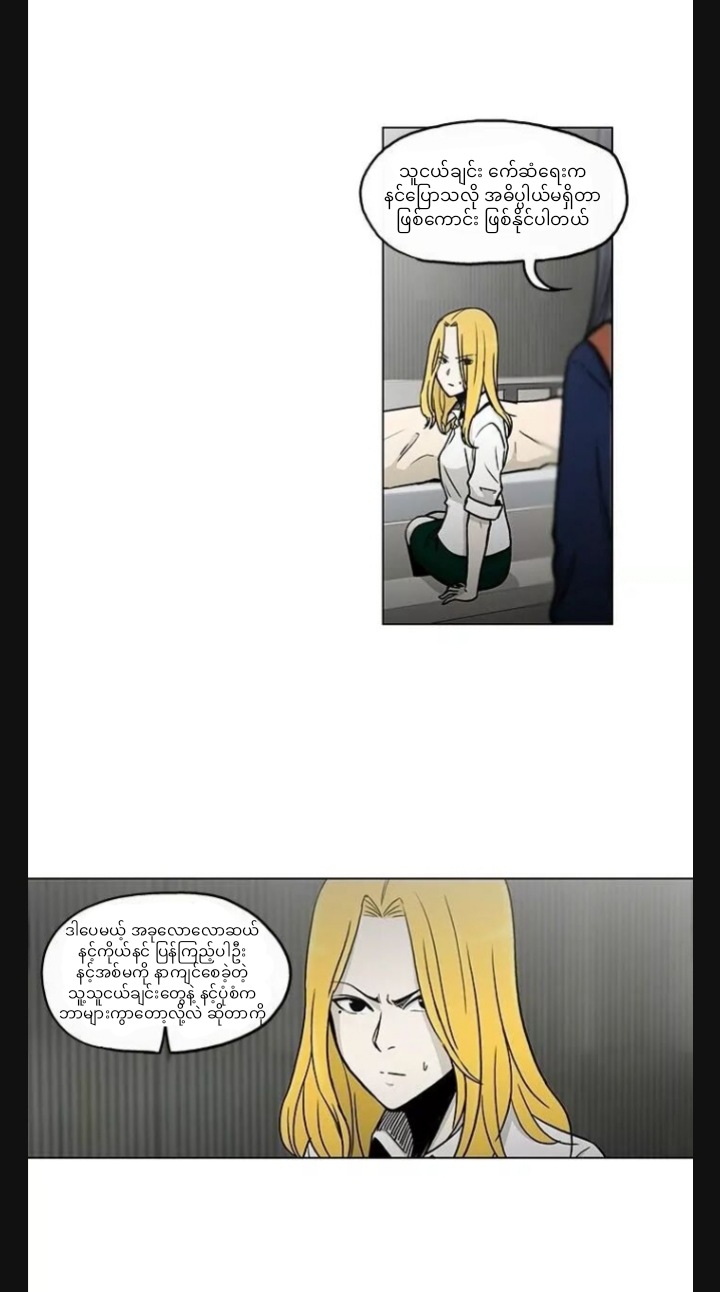 သူငယ်ချင်း က်ေဆံရေးက
နင်ပြောသလို အဓိပ္ပါယ်မရှိတာ
ဖြစ်ကောင်း ဖြစ်နိုင်ပါတယ်
ဒါပေမယ့် အခုလောလောဆယ်
နင့်ကိုယ်နင် ပြန်ကြည့်ပါဦး
နင့်အစ်မကို နာကျင်စေခဲ့တဲ့
သူ့သူငယ်ချင်းတွေနဲ့ နင့်ပုံစံက
ဘာများကွာတော့လို့လဲ ဆိုတာကို